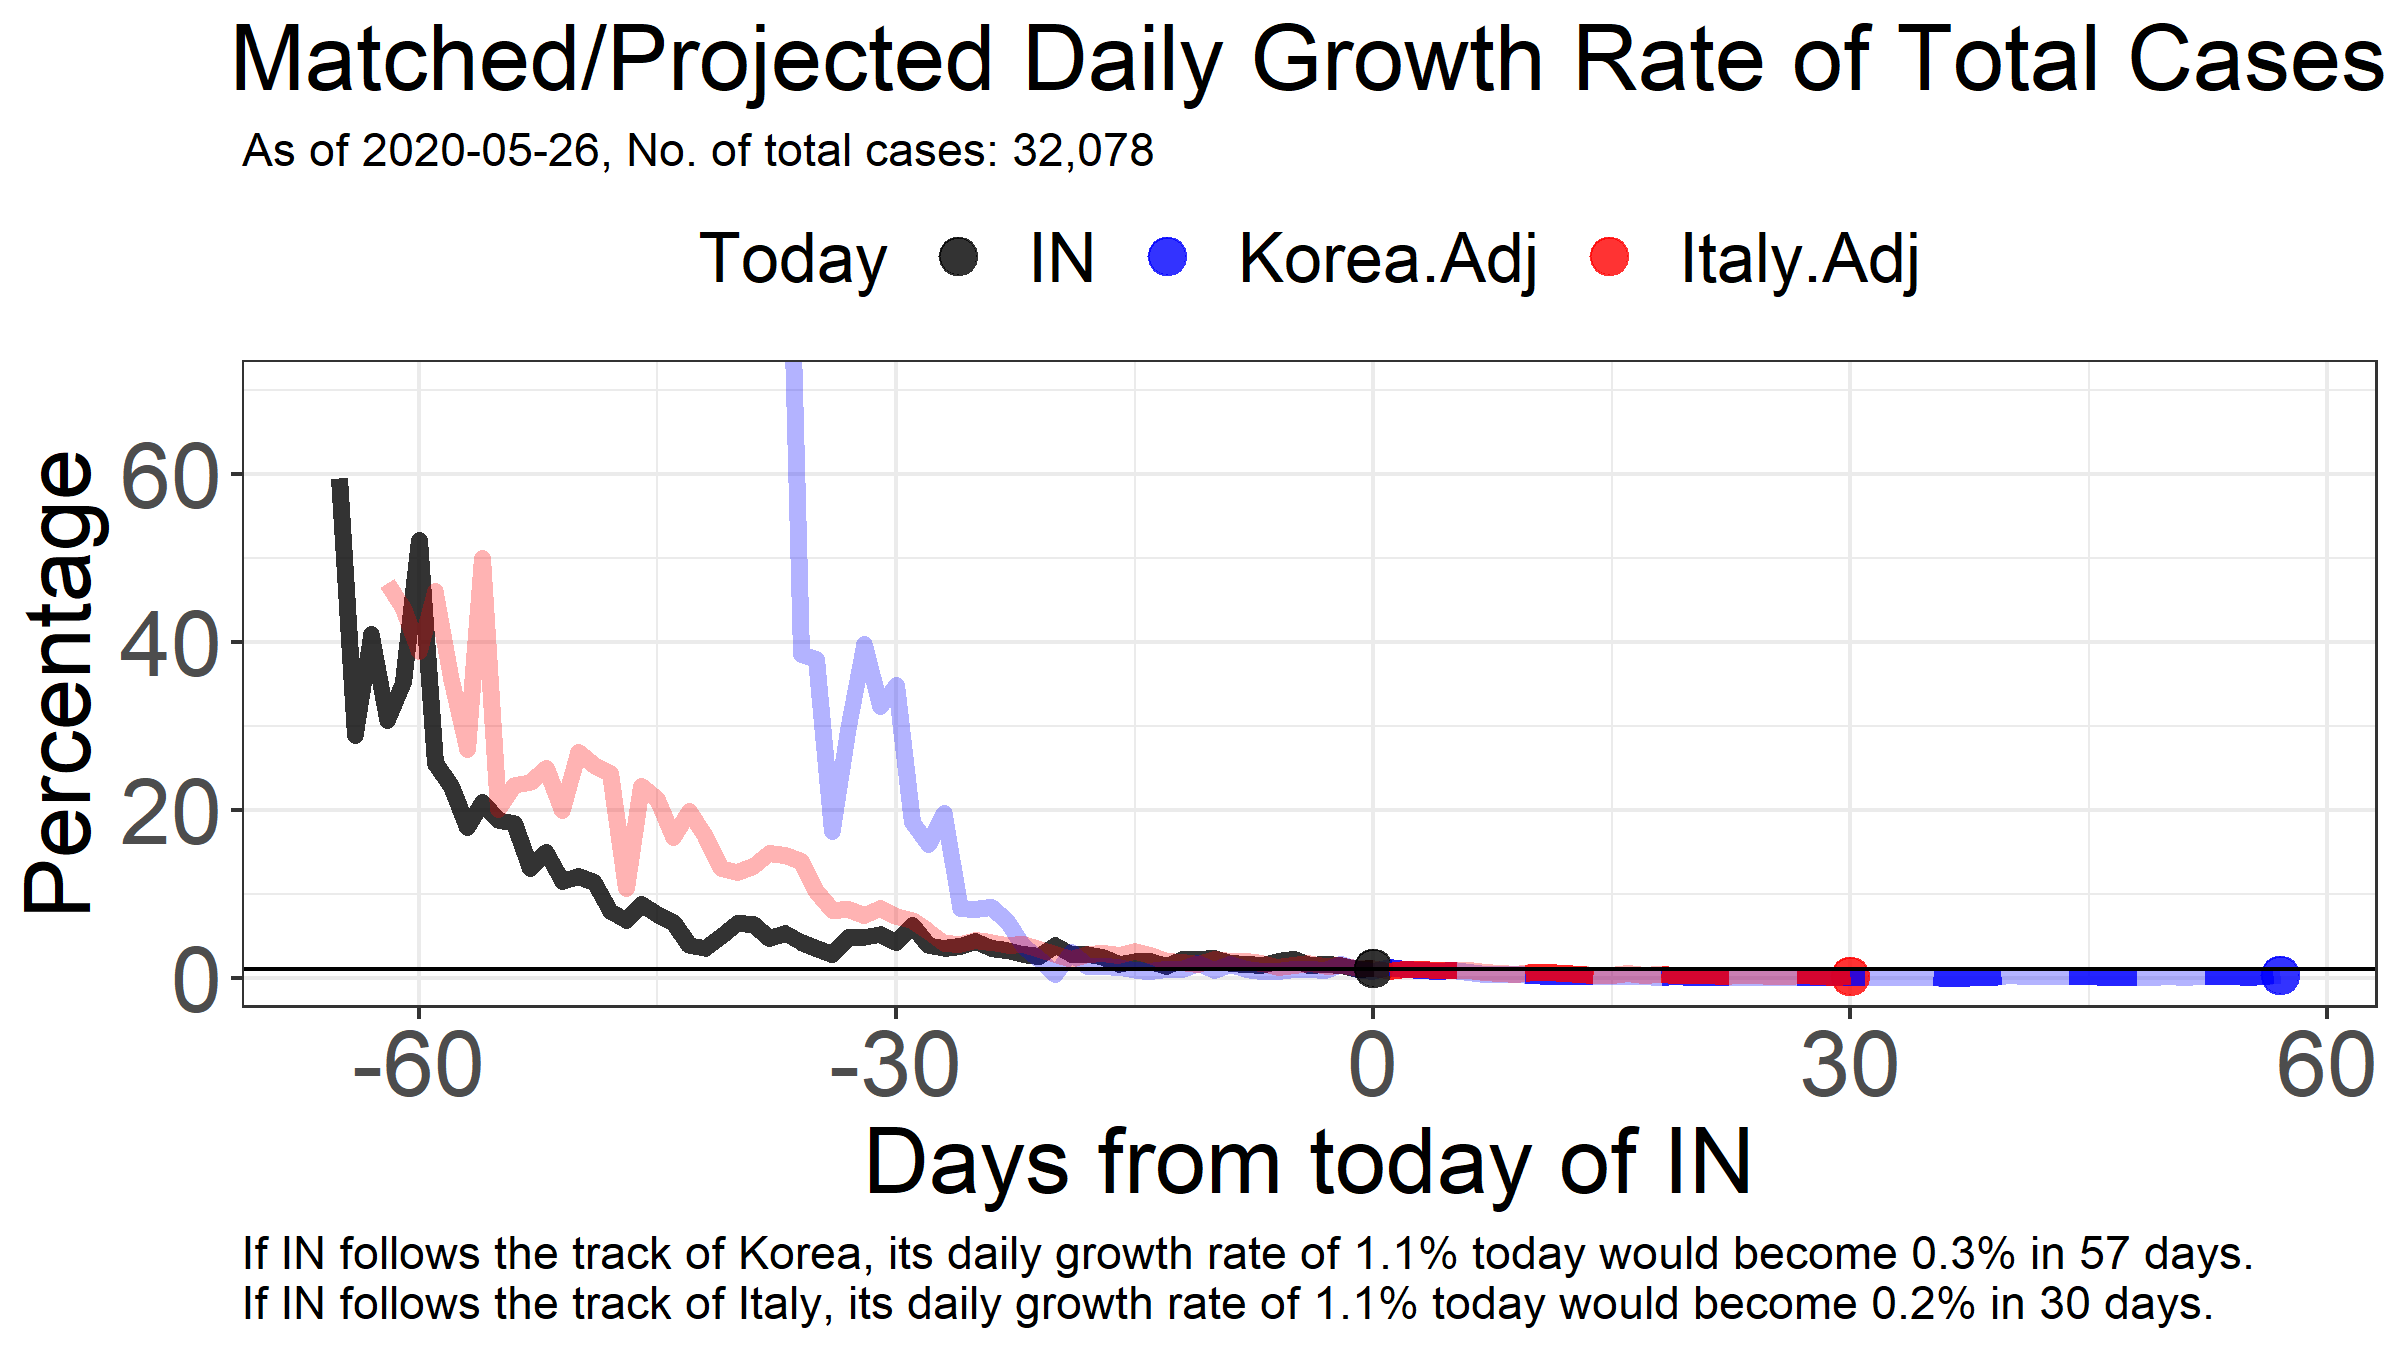 Matched/Projected Daily Growth Rate of Total Cases
As of 2020-05-26, No. of total cases: 32,078
Today IN Korea.Adj Italy.Adj
Percentage
60
40
20
0
-60 -30 0 30 60
Days from today of IN
If IN follows the track of Korea, its daily growth rate of 1.1% today would become 0.3% in 57 days.
If IN follows the track of Italy, its daily growth rate of 1.1% today would become 0.2% in 30 days.